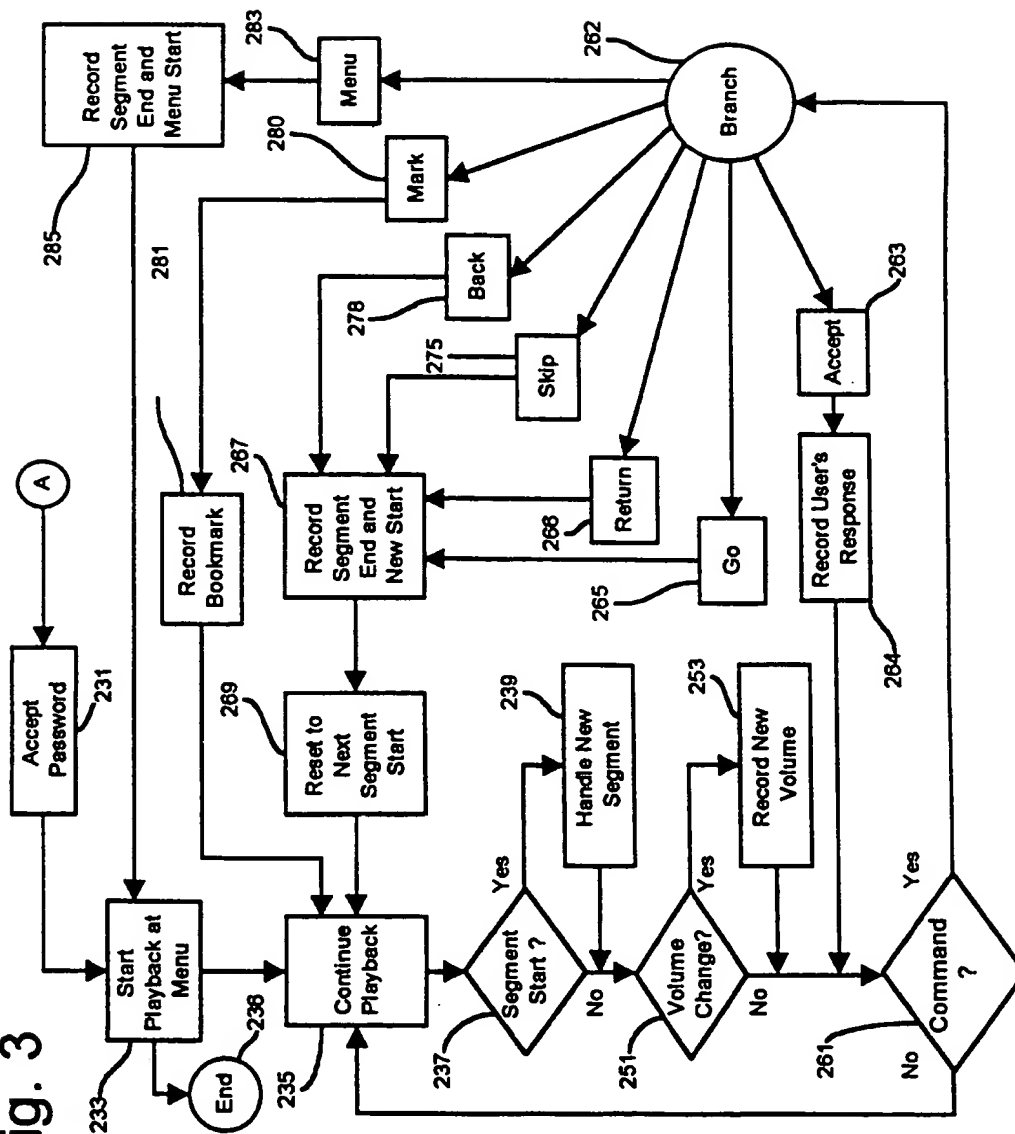 Fig. 3
A
Accept
Password
231
Start
Playback at
Menu
233
End
236
Record
Bookmark
281
Record
Segment
End and
Menu Start
285
Menu
283
Mark
280
Back
278
Skip
275
Return
268
Go
265
Accept
263
Branch
262
Record
Segment
End and
New Start
267
Reset to
Next
Segment
Start
269
Continue
Playback
235
Segment
Start ?
237
Yes
No
Handle New
Segment
239
Volume
Change?
251
Yes
No
Record New
Volume
253
Record User's
Response
264
Command
?
261
Yes
No